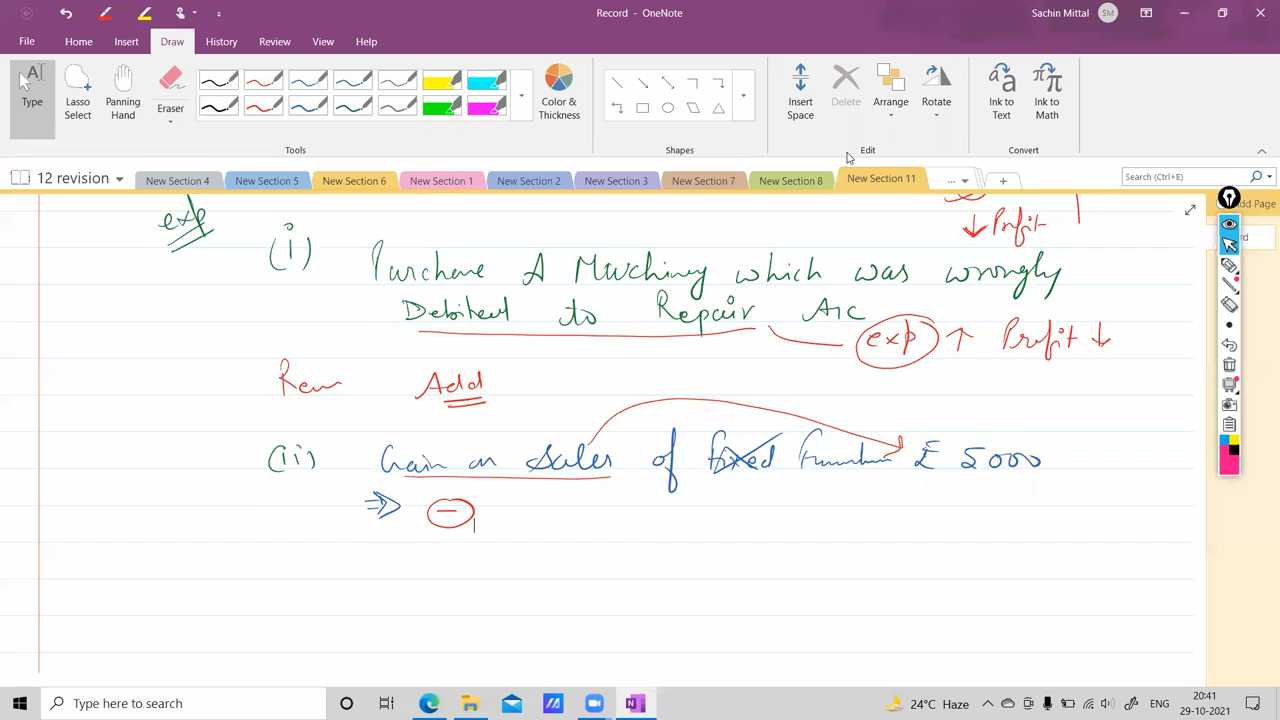 Record - OneNote
Sachin Mittal SM
File Home Insert Draw History Review View Help
Type
Lasso Select
Panning Hand
Eraser
Color & Thickness
Insert Space
Delete
Arrange
Rotate
Ink to Text
Ink to Math
Tools Shapes Edit Convert
12 revision
New Section 4 New Section 5 New Section 6 New Section 1 New Section 2 New Section 3 New Section 7 New Section 8 New Section 11 ...
Search (Ctrl+E)
Add Page
rd
exp
↓ Profit
(i) Purchase A Machinery which was wrongly
Debited to Repair A/c
exp ↑ Profit ↓
Add
(ii) Gain on Sales of fixed 5000
⇒ −
Type here to search
24°C Haze
ENG
20:41
29-10-2021